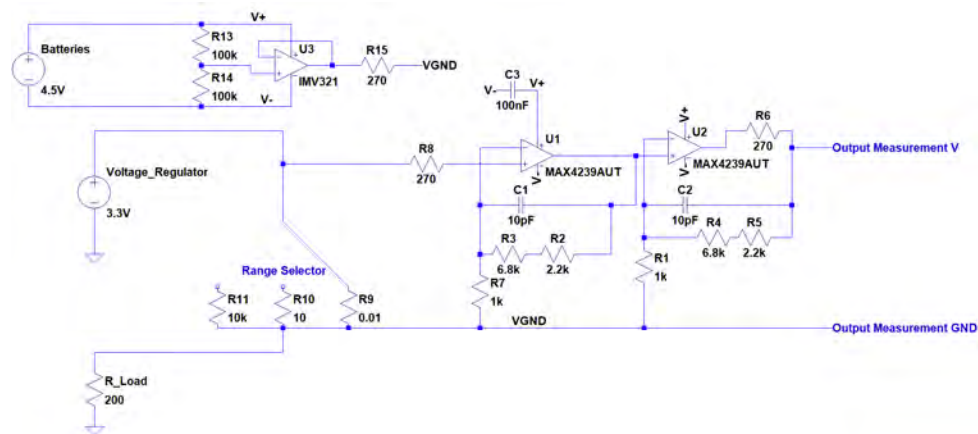 V+
R13
100k
Batteries
4.5V
U3
IMV321
R15
270
VGND
R14
100k
V-
C3
V-
V+
100nF
V+
R6
270
U1
U2
R8
270
MAX4239AUT
MAX4239AUT
Output Measurement V
V-
V-
Voltage_Regulator
3.3V
C1
10pF
C2
10pF
R3
6.8k
R2
2.2k
R4
6.8k
R5
2.2k
Range Selector
R1
1k
R7
1k
R11
10k
R10
10
R9
0.01
VGND
Output Measurement GND
R_Load
200